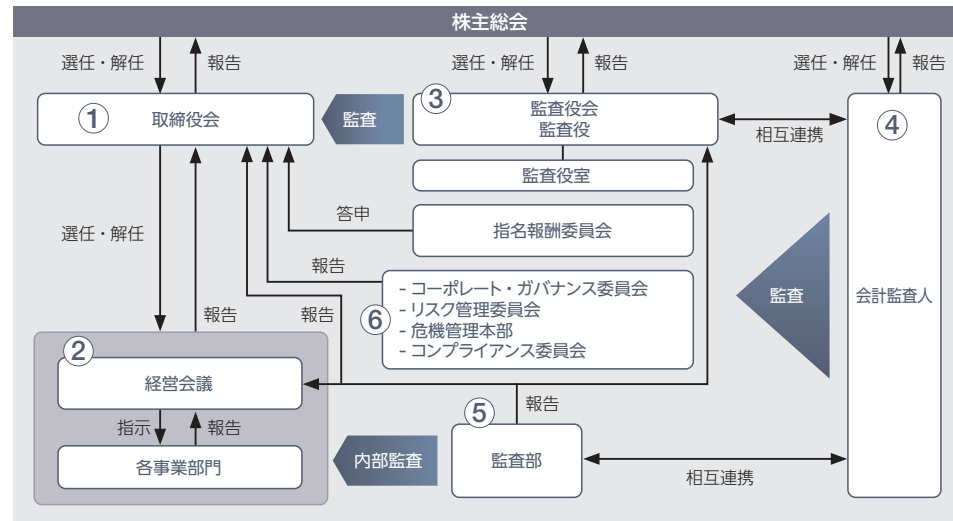 株主総会
選任・解任
報告
選任・解任
報告
選任・解任
報告
①
取締役会
監査
③
監査役会
監査役
相互連携
④
監査役室
答申
指名報酬委員会
選任・解任
報告
⑥
- コーポレート・ガバナンス委員会
- リスク管理委員会
- 危機管理本部
- コンプライアンス委員会
監査
会計監査人
報告
報告
②
経営会議
報告
指示
報告
⑤
各事業部門
内部監査
監査部
相互連携